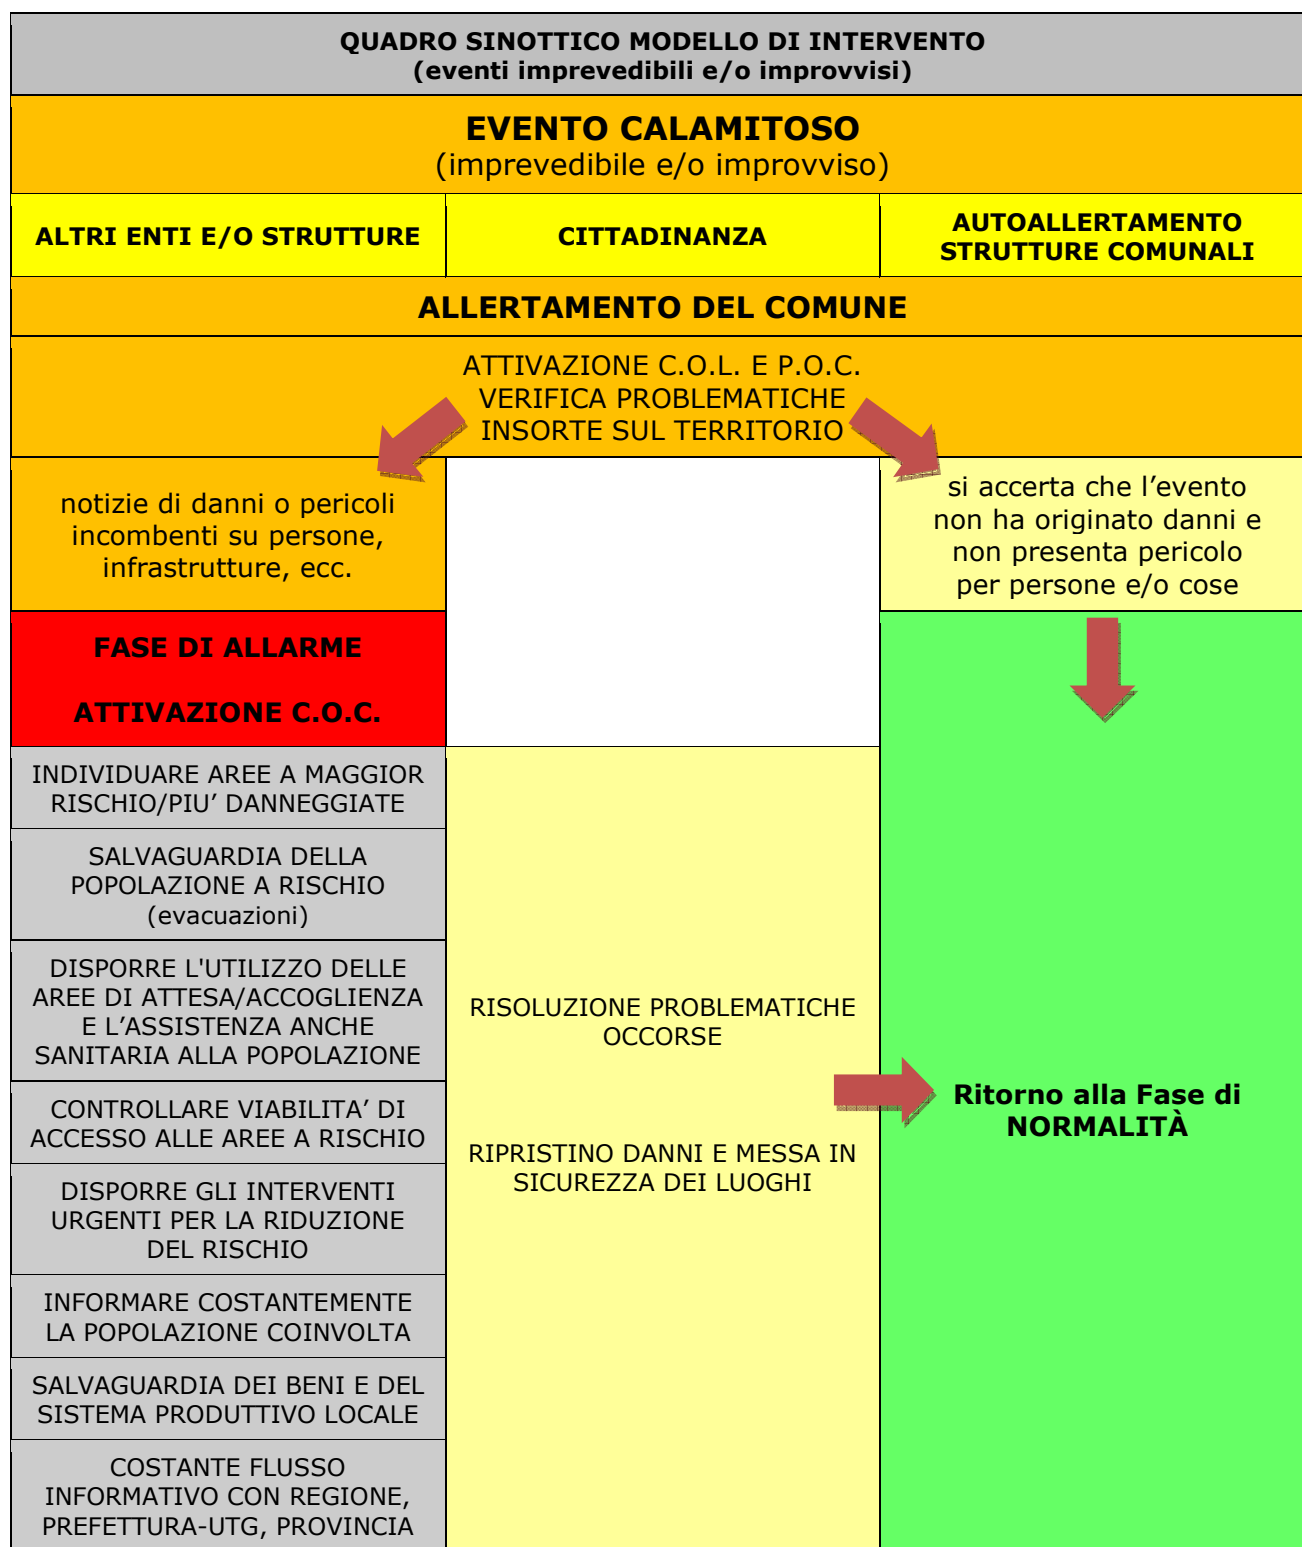 QUADRO SINOTTICO MODELLO DI INTERVENTO
(eventi imprevedibili e/o improvvisi)
EVENTO CALAMITOSO
(imprevedibile e/o improvviso)
ALTRI ENTI E/O STRUTTURE
CITTADINANZA
AUTOALLERTAMENTO
STRUTTURE COMUNALI
ALLERTAMENTO DEL COMUNE
ATTIVAZIONE C.O.L. E P.O.C.
VERIFICA PROBLEMATICHE
INSORTE SUL TERRITORIO
notizie di danni o pericoli
incombenti su persone,
infrastrutture, ecc.
si accerta che l’evento
non ha originato danni e
non presenta pericolo
per persone e/o cose
FASE DI ALLARME
ATTIVAZIONE C.O.C.
INDIVIDUARE AREE A MAGGIOR
RISCHIO/PIU’ DANNEGGIATE
SALVAGUARDIA DELLA
POPOLAZIONE A RISCHIO
(evacuazioni)
DISPORRE L'UTILIZZO DELLE
AREE DI ATTESA/ACCOGLIENZA
E L’ASSISTENZA ANCHE
SANITARIA ALLA POPOLAZIONE
CONTROLLARE VIABILITA’ DI
ACCESSO ALLE AREE A RISCHIO
DISPORRE GLI INTERVENTI
URGENTI PER LA RIDUZIONE
DEL RISCHIO
INFORMARE COSTANTEMENTE
LA POPOLAZIONE COINVOLTA
SALVAGUARDIA DEI BENI E DEL
SISTEMA PRODUTTIVO LOCALE
COSTANTE FLUSSO
INFORMATIVO CON REGIONE,
PREFETTURA-UTG, PROVINCIA
RISOLUZIONE PROBLEMATICHE
OCCORSE
RIPRISTINO DANNI E MESSA IN
SICUREZZA DEI LUOGHI
Ritorno alla Fase di
NORMALITÀ